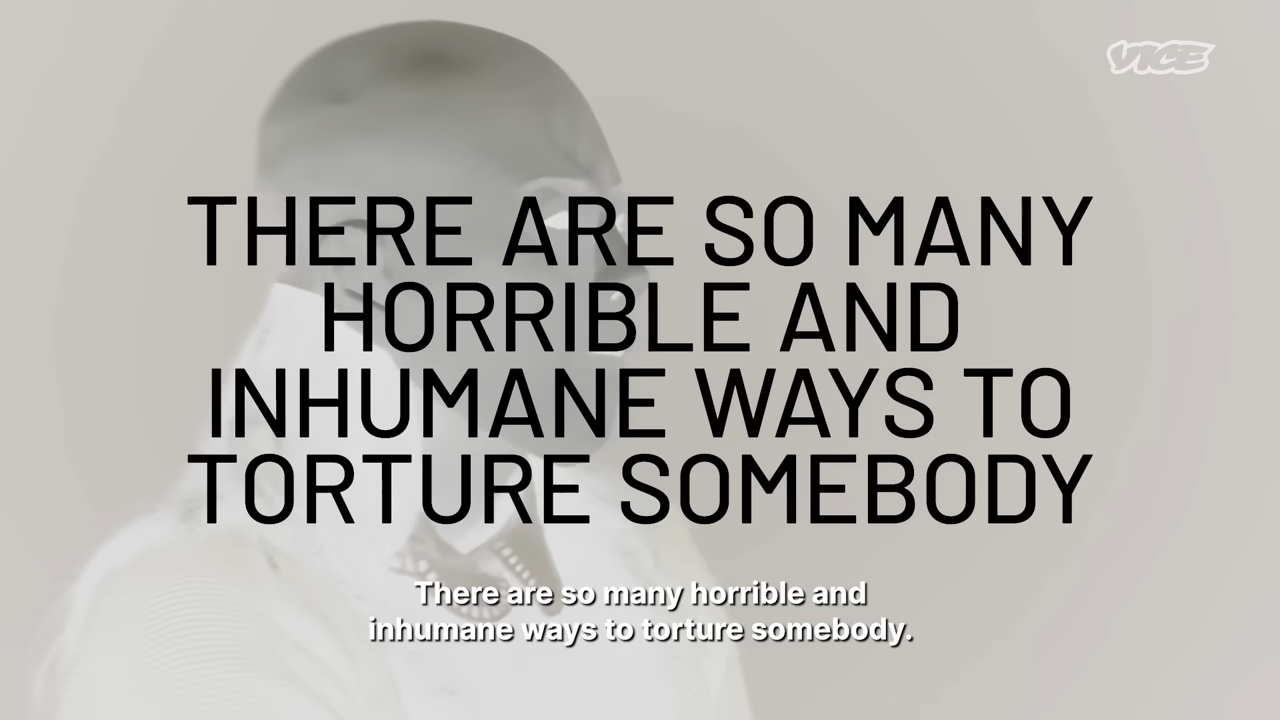 VICE
THERE ARE SO MANY
HORRIBLE AND
INHUMANE WAYS TO
TORTURE SOMEBODY
There are so many horrible and
inhumane ways to torture somebody.